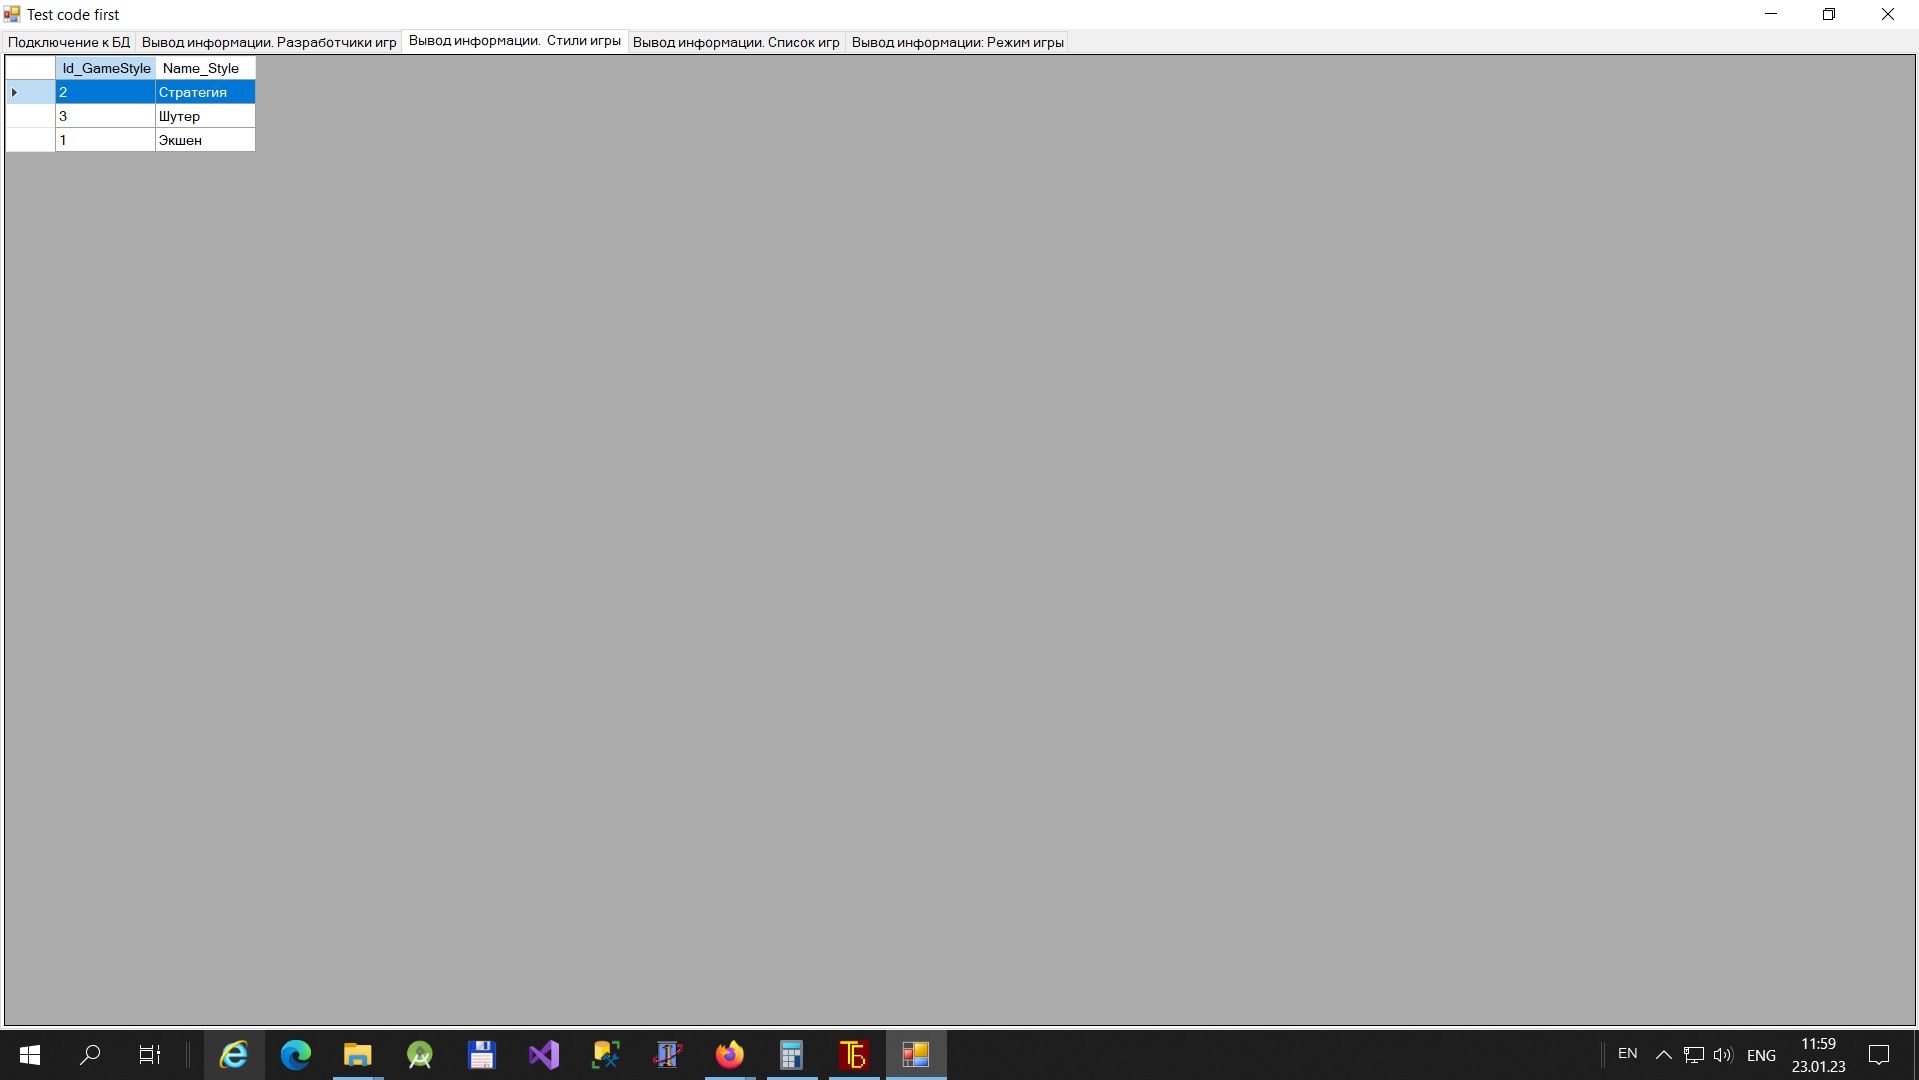 Test code first
Подключение к БД Вывод информации. Разработчики игр Вывод информации.  Стили игры Вывод информации. Список игр Вывод информации: Режим игры
Id_GameStyle Name_Style
2 Стратегия
3 Шутер
1 Экшен
ТБ EN ENG 11:59
23.01.23